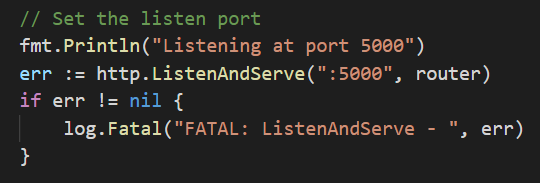 // Set the listen port
fmt.Println("Listening at port 5000")
err := http.ListenAndServe(":5000", router)
if err != nil {
    log.Fatal("FATAL: ListenAndServe - ", err)
}